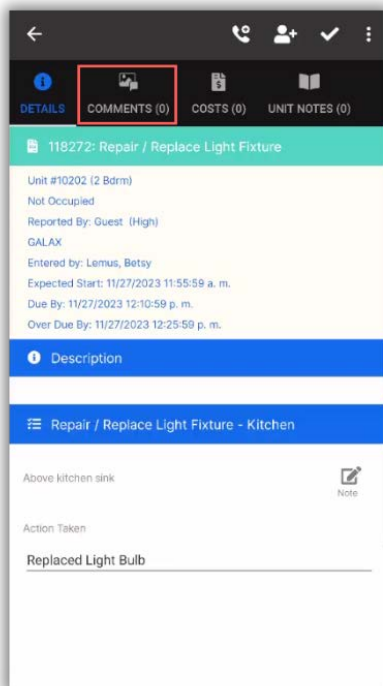 DETAILS
COMMENTS (0)
COSTS (0)
UNIT NOTES (0)
118272: Repair / Replace Light Fixture
Unit #10202 (2 Bdrm)
Not Occupied
Reported By: Guest (High)
GALAX
Entered by: Lemus, Betsy
Expected Start: 11/27/2023 11:55:59 a. m.
Due By: 11/27/2023 12:10:59 p. m.
Over Due By: 11/27/2023 12:25:59 p. m.
Description
Repair / Replace Light Fixture - Kitchen
Above kitchen sink
Note
Action Taken
Replaced Light Bulb